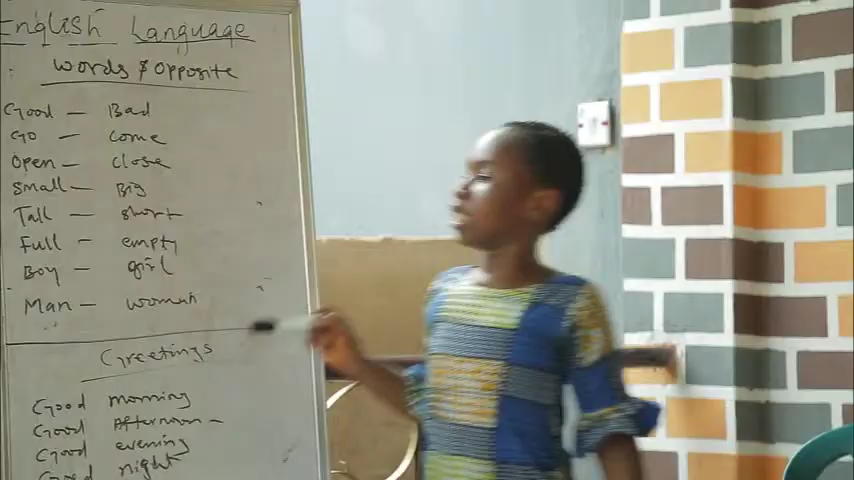 English Language
Words & Opposite
Good — Bad
Go — come
Open — close
Small — Big
Tall — short
Full — empty
Boy — girl
Man — woman
Greetings
Good morning
Good Afternoon —
Good evening
Good night